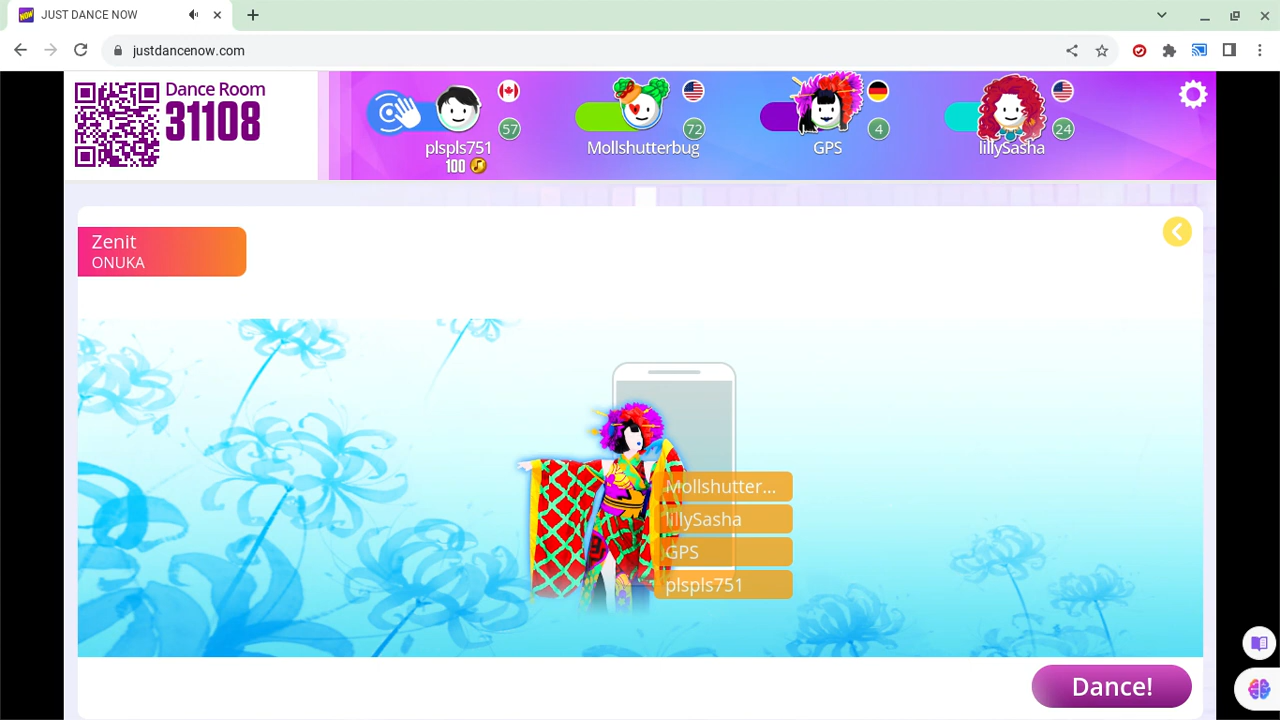 JUST DANCE NOW
justdancenow.com
Dance Room
31108
57
plspls751
100
72
Mollshutterbug
4
GPS
24
lillySasha
Zenit
ONUKA
Mollshutter...
lillySasha
GPS
plspls751
Dance!